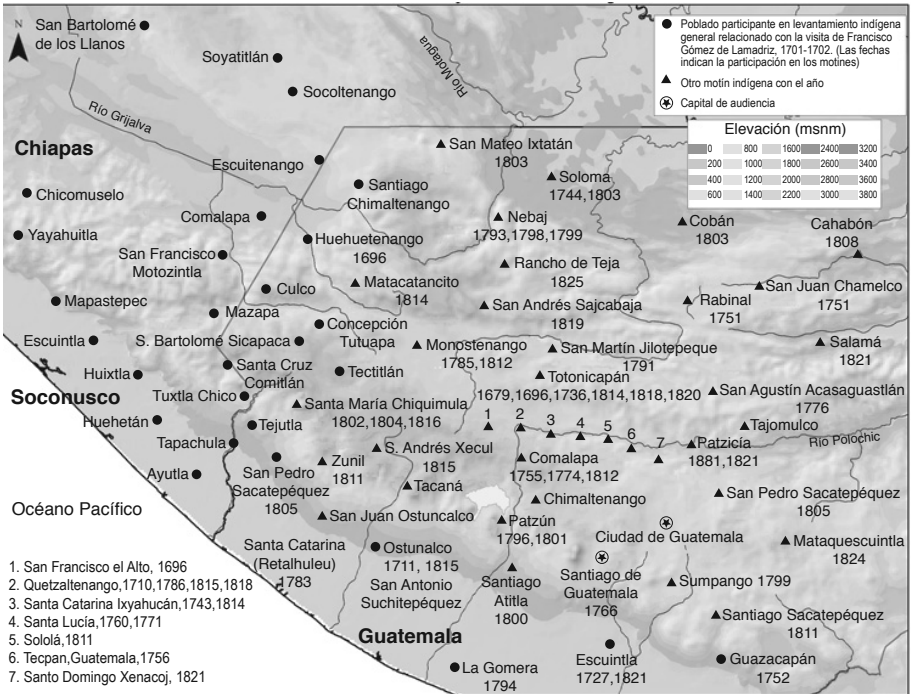 N
San Bartolomé
de los Llanos
Soyatitlán
Socoltenango
Río Motagua
Río Grijalva
Chiapas
Poblado participante en levantamiento indígena
general relacionado con la visita de Francisco
Gómez de Lamadriz, 1701-1702. (Las fechas
indican la participación en los motines)
Otro motín indígena con el año
Capital de audiencia
Elevación (msnm)
0 800 1600 2400 3200
200 1000 1800 2600 3400
400 1200 2000 2800 3600
600 1400 2200 3000 3800
San Mateo Ixtatán
1803
Escuitenango
Soloma
1744,1803
Santiago
Chimaltenango
Chicomuselo
Comalapa
Nebaj
1793,1798,1799
Cobán
1803
Cahabón
1808
Yayahuitla
Huehuetenango
1696
San Francisco
Motozintla
Rancho de Teja
1825
Culco
Matacatancito
1814
San Juan Chamelco
1751
Mapastepec
Mazapa
San Andrés Sajcabaja
1819
Rabinal
1751
Concepción
Tutuapa
Escuintla
S. Bartolomé Sicapaca
Monostenango
1785,1812
San Martín Jilotepeque
1791
Salamá
1821
Huixtla
Santa Cruz
Comitlán
Tectitlán
Totonicapán
1679,1696,1736,1814,1818,1820
San Agustín Acasaguastlán
1776
Soconusco
Tuxtla Chico
Santa María Chiquimula
1802,1804,1816
1
2
3
4
5
6
7
Huehetán
Tejutla
Tajomulco
Tapachula
Patzicía
1881,1821
Río Polochic
S. Andrés Xecul
1815
Zunil
1811
Comalapa
1755,1774,1812
Ayutla
San Pedro
Sacatepéquez
1805
Tacaná
Chimaltenango
San Pedro Sacatepéquez
1805
Océano Pacífico
San Juan Ostuncalco
Patzún
1796,1801
Ciudad de Guatemala
Santa Catarina
(Retalhuleu)
1783
Ostunalco
1711, 1815
San Antonio
Suchitepéquez
Mataquescuintla
1824
Santiago
Atitla
1800
Santiago de
Guatemala
1766
Sumpango 1799
Santiago Sacatepéquez
1811
Guatemala
La Gomera
1794
Escuintla
1727,1821
Guazacapán
1752
1. San Francisco el Alto, 1696
2. Quetzaltenango,1710,1786,1815,1818
3. Santa Catarina Ixyahucán,1743,1814
4. Santa Lucía,1760,1771
5. Sololá,1811
6. Tecpan,Guatemala,1756
7. Santo Domingo Xenacoj, 1821